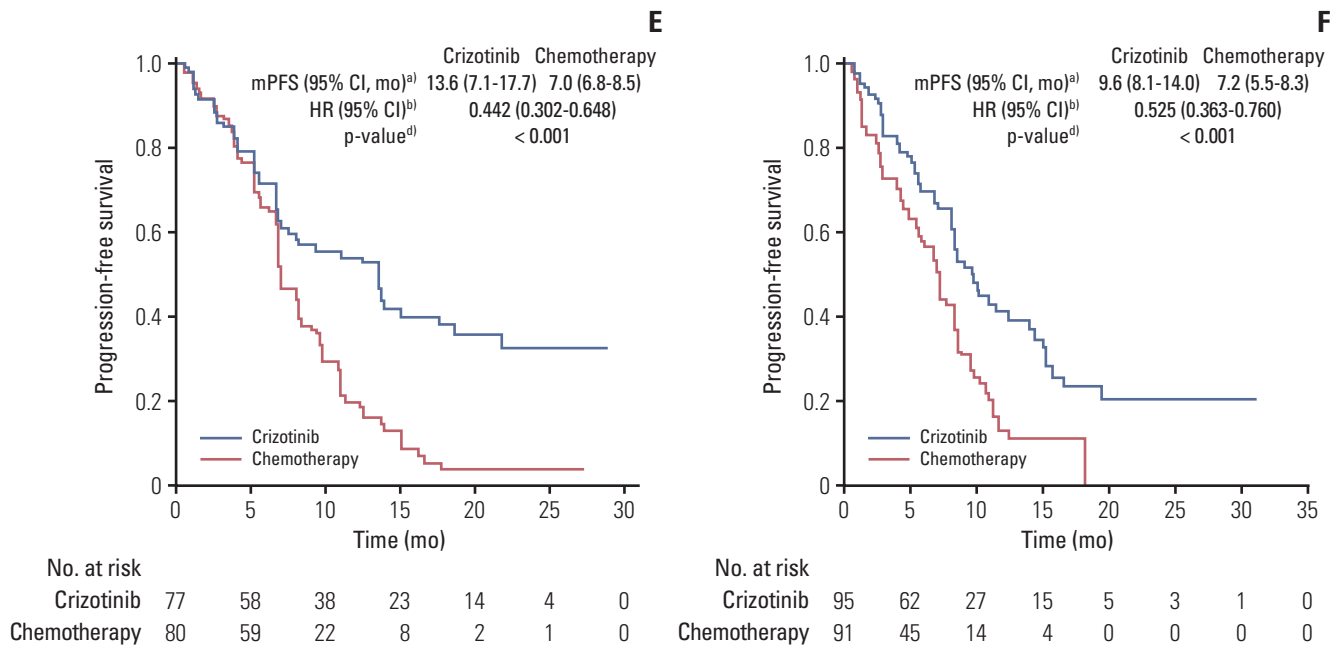 E
Crizotinib Chemotherapy
mPFS (95% CI, mo)a) 13.6 (7.1-17.7) 7.0 (6.8-8.5)
HR (95% CI)b) 0.442 (0.302-0.648)
p-valued) < 0.001
1.0
0.8
0.6
0.4
0.2
0
Progression-free survival
Crizotinib
Chemotherapy
0 5 10 15 20 25 30
Time (mo)
No. at risk
Crizotinib 77 58 38 23 14 4 0
Chemotherapy 80 59 22 8 2 1 0
F
Crizotinib Chemotherapy
mPFS (95% CI, mo)a) 9.6 (8.1-14.0) 7.2 (5.5-8.3)
HR (95% CI)b) 0.525 (0.363-0.760)
p-valued) < 0.001
1.0
0.8
0.6
0.4
0.2
0
Progression-free survival
Crizotinib
Chemotherapy
0 5 10 15 20 25 30 35
Time (mo)
No. at risk
Crizotinib 95 62 27 15 5 3 1 0
Chemotherapy 91 45 14 4 0 0 0 0